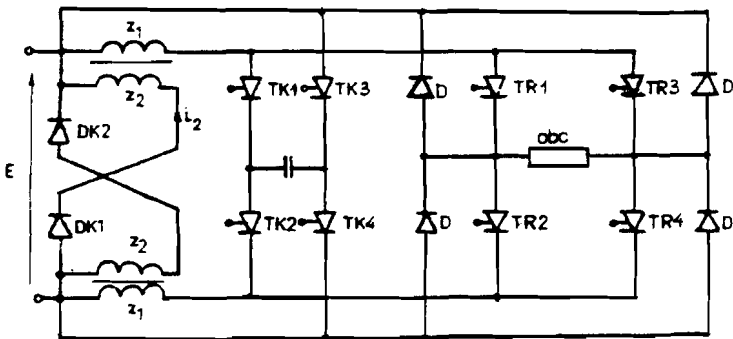 z1
z2
DK2
i2
E
DK1
z2
z1
TK1
TK3
D
TR1
TR3
D
obc
TK2
TK4
D
TR2
TR4
D